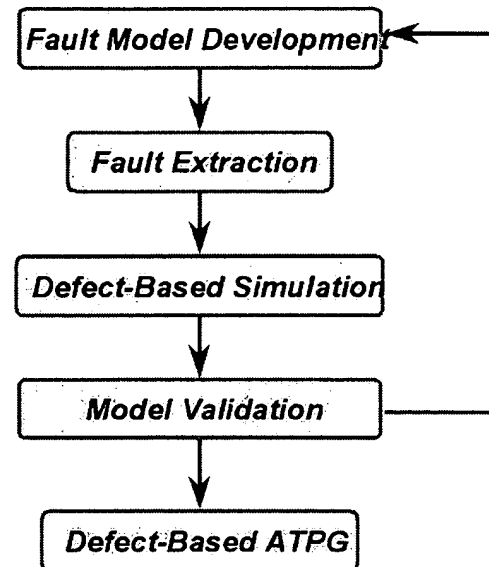 Fault Model Development
Fault Extraction
Defect-Based Simulation
Model Validation
Defect-Based ATPG